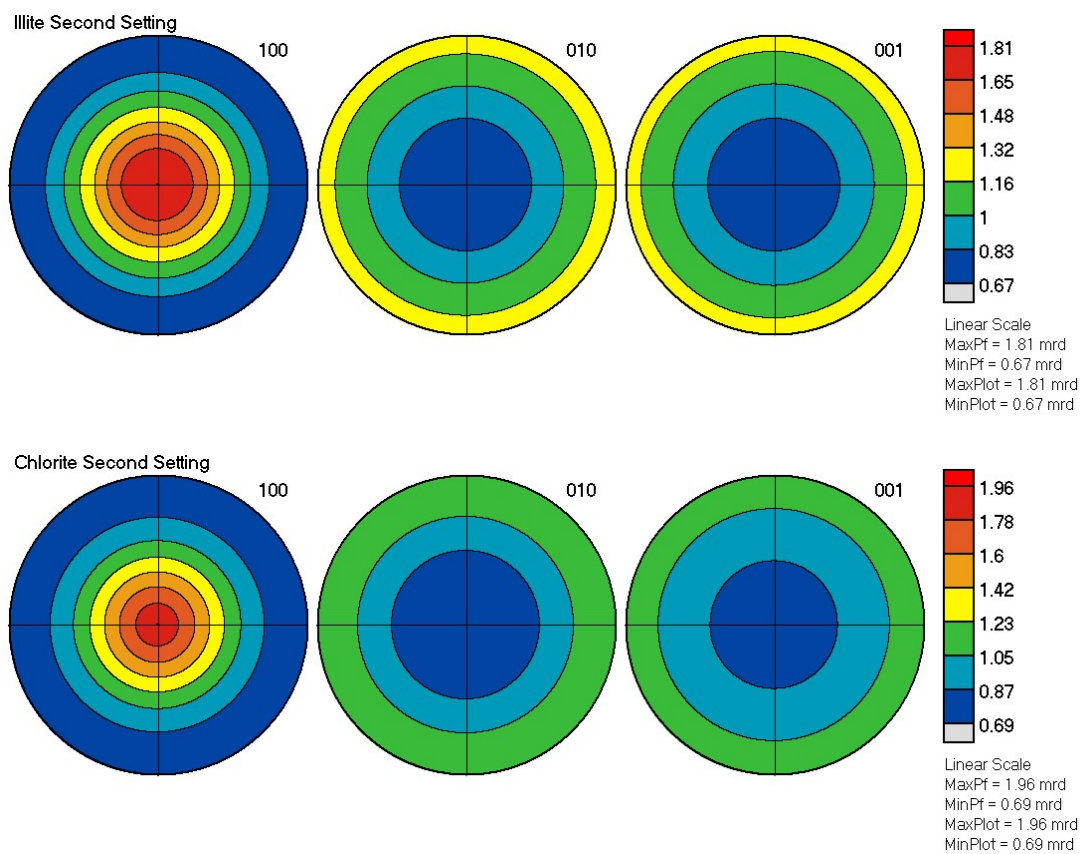 Illite Second Setting
100
010
001
1.81
1.65
1.48
1.32
1.16
1
0.83
0.67
Linear Scale
MaxPf = 1.81 mrd
MinPf = 0.67 mrd
MaxPlot = 1.81 mrd
MinPlot = 0.67 mrd
Chlorite Second Setting
100
010
001
1.96
1.78
1.6
1.42
1.23
1.05
0.87
0.69
Linear Scale
MaxPf = 1.96 mrd
MinPf = 0.69 mrd
MaxPlot = 1.96 mrd
MinPlot = 0.69 mrd